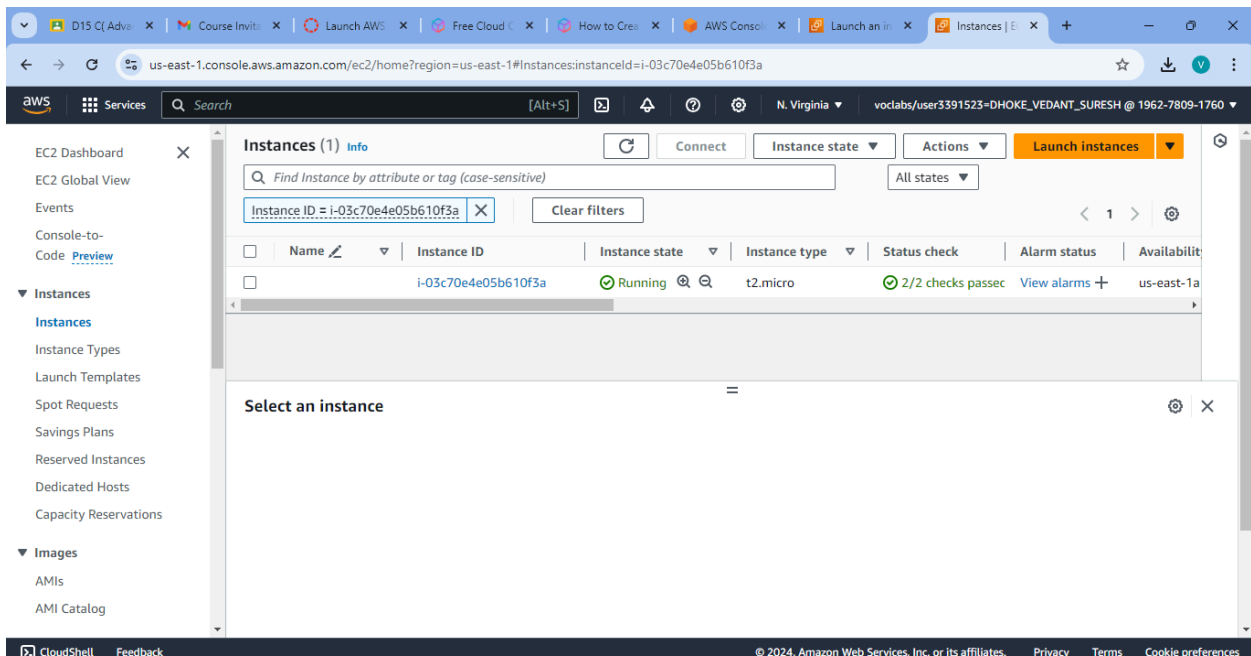 D15 C( Adva
Course Invita
Launch AWS
Free Cloud C
How to Crea
AWS Consol
Launch an in
Instances | E
us-east-1.console.aws.amazon.com/ec2/home?region=us-east-1#Instances:instanceId=i-03c70e4e05b610f3a
V
aws Services Search [Alt+S] N. Virginia ▼ voclabs/user3391523=DHOKE_VEDANT_SURESH @ 1962-7809-1760 ▼
EC2 Dashboard
EC2 Global View
Events
Console-to-
Code Preview
▼ Instances
Instances
Instance Types
Launch Templates
Spot Requests
Savings Plans
Reserved Instances
Dedicated Hosts
Capacity Reservations
▼ Images
AMIs
AMI Catalog
Instances (1) Info Connect Instance state ▼ Actions ▼ Launch instances ▼
Find Instance by attribute or tag (case-sensitive) All states ▼
Instance ID = i-03c70e4e05b610f3a Clear filters 1
Name Instance ID Instance state Instance type Status check Alarm status Availabilit
i-03c70e4e05b610f3a Running t2.micro 2/2 checks passec View alarms + us-east-1a
Select an instance
CloudShell Feedback © 2024, Amazon Web Services, Inc. or its affiliates. Privacy Terms Cookie preferences